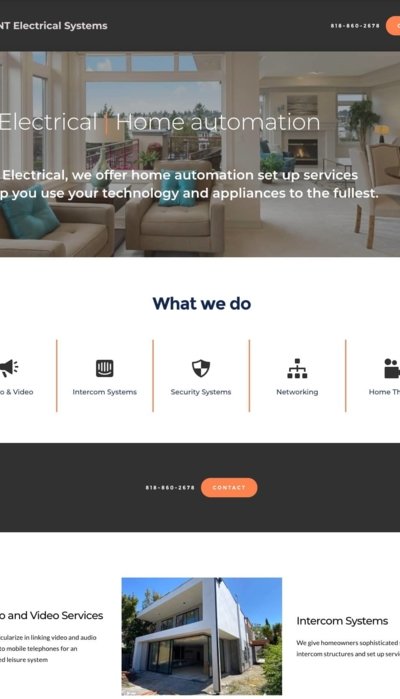 NT Electrical Systems
818-860-2678
Electrical | Home automation
Electrical, we offer home automation set up services
p you use your technology and appliances to the fullest.
What we do
o & Video
Intercom Systems
Security Systems
Networking
Home Th
818-860-2678
CONTACT
o and Video Services
cularize in linking video and audio
to mobile telephones for an
ed leisure system
Intercom Systems
We give homeowners sophisticated
intercom structures and set up servic